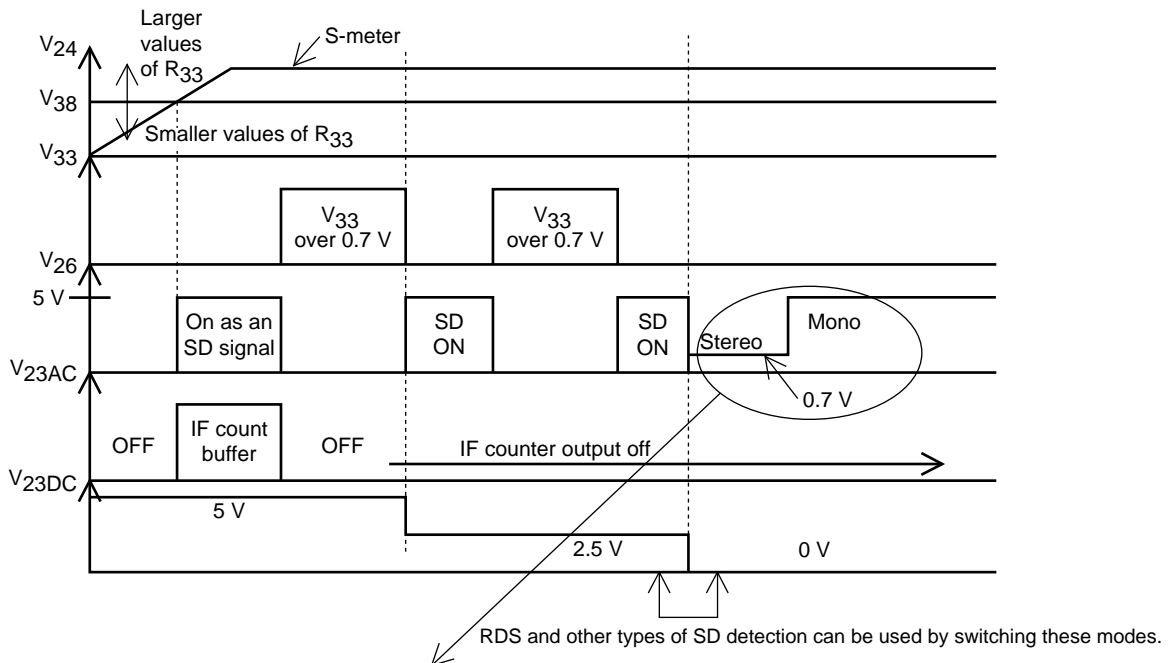 Larger
values
of R33
S-meter
V24
V38
Smaller values of R33
V33
V33
over 0.7 V
V33
over 0.7 V
V26
5 V
On as an
SD signal
SD
ON
SD
ON
Stereo
Mono
V23AC
0.7 V
OFF
IF count
buffer
OFF
IF counter output off
V23DC
5 V
2.5 V
0 V
RDS and other types of SD detection can be used by switching these modes.